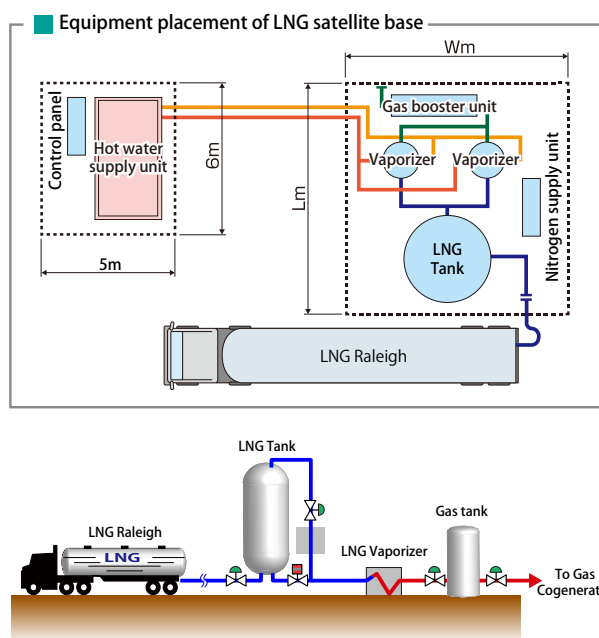 Equipment placement of LNG satellite base
Wm
Control panel
Hot water
supply unit
6m
5m
Lm
Gas booster unit
Vaporizer
Vaporizer
Nitrogen supply unit
LNG
Tank
LNG Raleigh
LNG Tank
LNG Raleigh
LNG
Gas tank
LNG Vaporizer
To Gas
Cogenerat